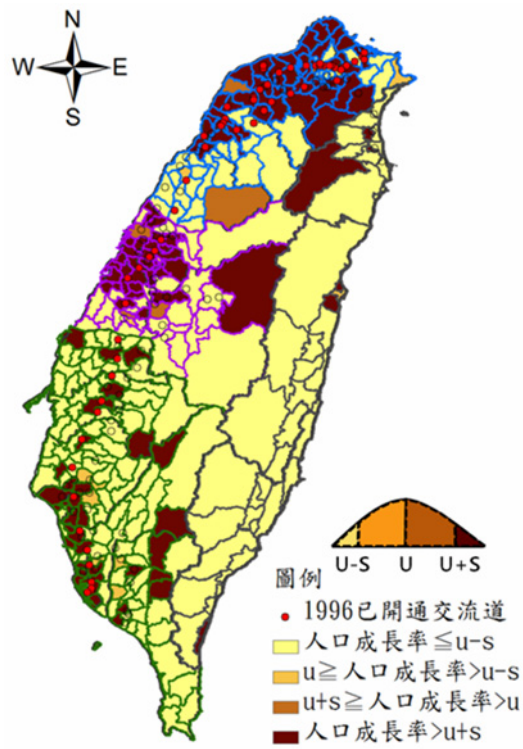 N
W E
S
U-S U U+S
圖例
1996已開通交流道
人口成長率≦u-s
u≧人口成長率>u-s
u+s≧人口成長率>u
人口成長率>u+s